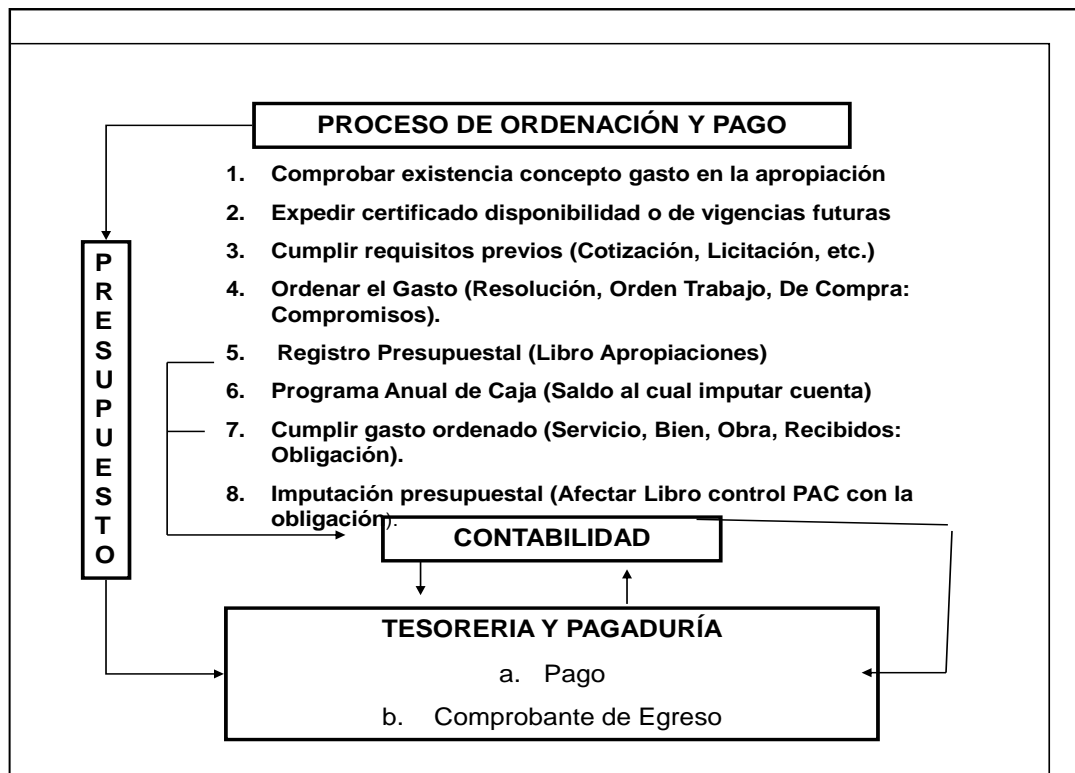 PROCESO DE ORDENACIÓN Y PAGO
1. Comprobar existencia concepto gasto en la apropiación
2. Expedir certificado disponibilidad o de vigencias futuras
3. Cumplir requisitos previos (Cotización, Licitación, etc.)
4. Ordenar el Gasto (Resolución, Orden Trabajo, De Compra:
Compromisos).
5. Registro Presupuestal (Libro Apropiaciones)
6. Programa Anual de Caja (Saldo al cual imputar cuenta)
7. Cumplir gasto ordenado (Servicio, Bien, Obra, Recibidos:
Obligación).
8. Imputación presupuestal (Afectar Libro control PAC con la
obligación).
PRESUPUESTO
CONTABILIDAD
TESORERIA Y PAGADURÍA
a. Pago
b. Comprobante de Egreso